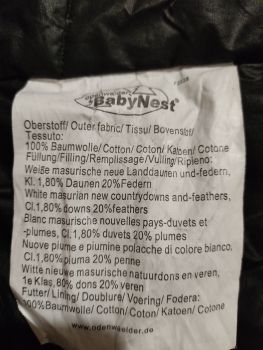 odenwälder
BabyNest®
Oberstoff/ Outer fabric/ Tissu/ Bovenstof/
Tessuto:
100% Baumwolle/ Cotton/ Coton/ Katoen/ Cotone
Füllung/Filling/Remplissage/Vulling/Ripieno:
Weiße masurische neue Landdaunen und-federn,
Kl. 1,80% Daunen 20%Federn
White masurian new countrydowns and-feathers,
Cl.1,80% downs 20%feathers
Blanc masurischen nouvelles pays-duvets et
-plumes, Cl.1,80% duvets 20% plumes
Nuove piume e piumine polacche di colore bianco,
Cl.1,80% piuma 20% penne
Witte nieuwe masurische natuurdons en veren,
1e Klas,80% dons 20% veren
Futter/ Lining/ Doublure/ Voering/ Fodera:
100%Baumwolle/ Cotton/ Coton/ Katoen/ Cotone
www.odenwaelder.de